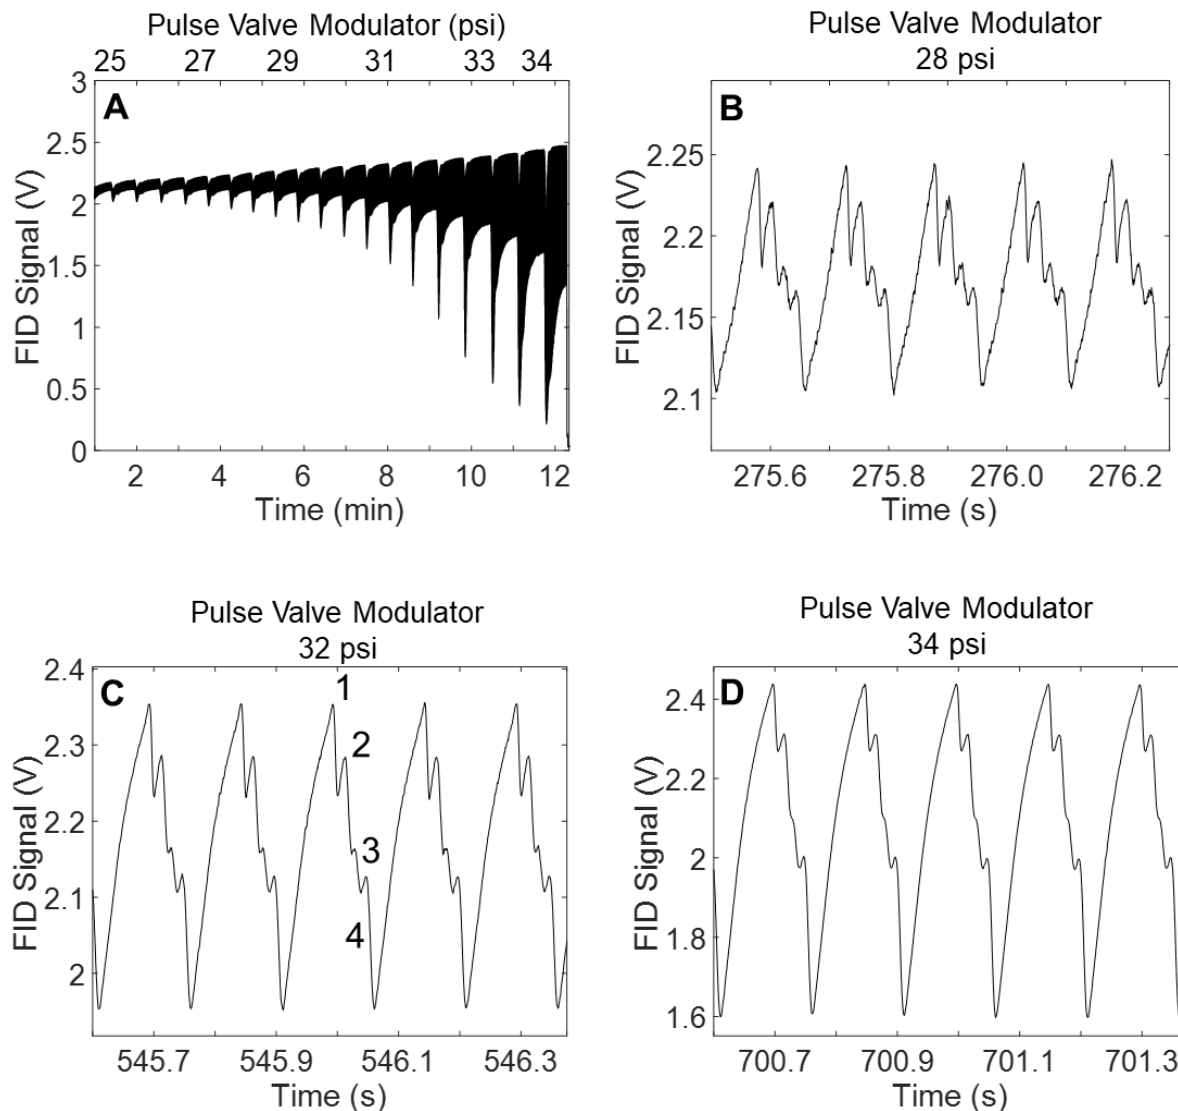 Pulse Valve Modulator (psi)
25 27 29 31 33 34
A
3
2.5
2
1.5
1
0.5
0
FID Signal (V)
2 4 6 8 10 12
Time (min)
Pulse Valve Modulator
28 psi
B
2.25
2.2
2.15
2.1
FID Signal (V)
275.6 275.8 276.0 276.2
Time (s)
Pulse Valve Modulator
32 psi
C
1
2
3
4
2.4
2.3
2.2
2.1
2
FID Signal (V)
545.7 545.9 546.1 546.3
Time (s)
Pulse Valve Modulator
34 psi
D
2.4
2.2
2
1.8
1.6
FID Signal (V)
700.7 700.9 701.1 701.3
Time (s)